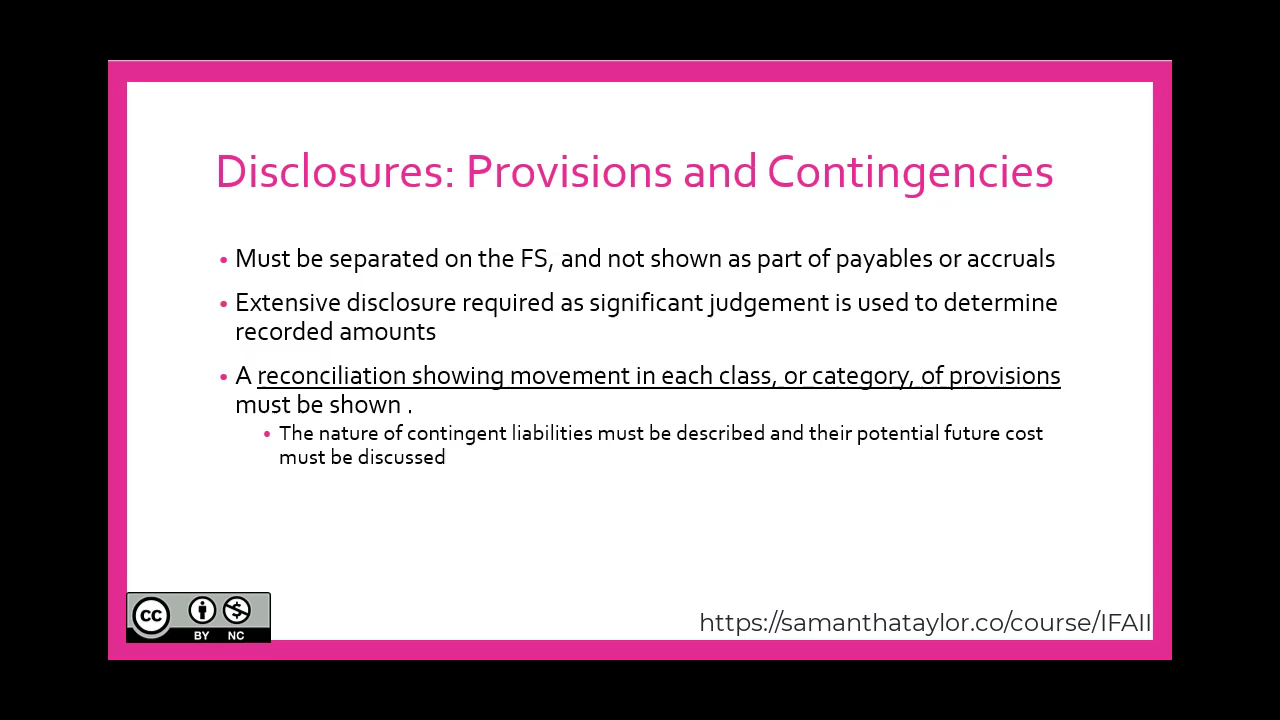 Disclosures: Provisions and Contingencies
• Must be separated on the FS, and not shown as part of payables or accruals
• Extensive disclosure required as significant judgement is used to determine
recorded amounts
• A reconciliation showing movement in each class, or category, of provisions
must be shown .
• The nature of contingent liabilities must be described and their potential future cost
must be discussed
CC
BY NC
https://samanthataylor.co/course/IFAII